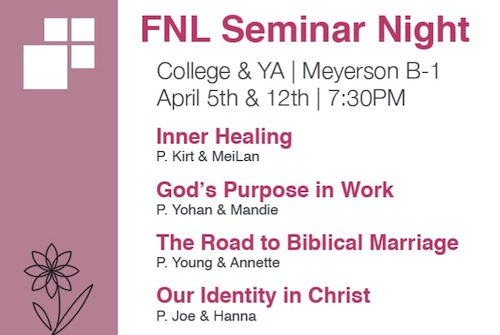 FNL Seminar Night
College & YA | Meyerson B-1
April 5th & 12th | 7:30PM
Inner Healing
P. Kirt & MeiLan
God's Purpose in Work
P. Yohan & Mandie
The Road to Biblical Marriage
P. Young & Annette
Our Identity in Christ
P. Joe & Hanna